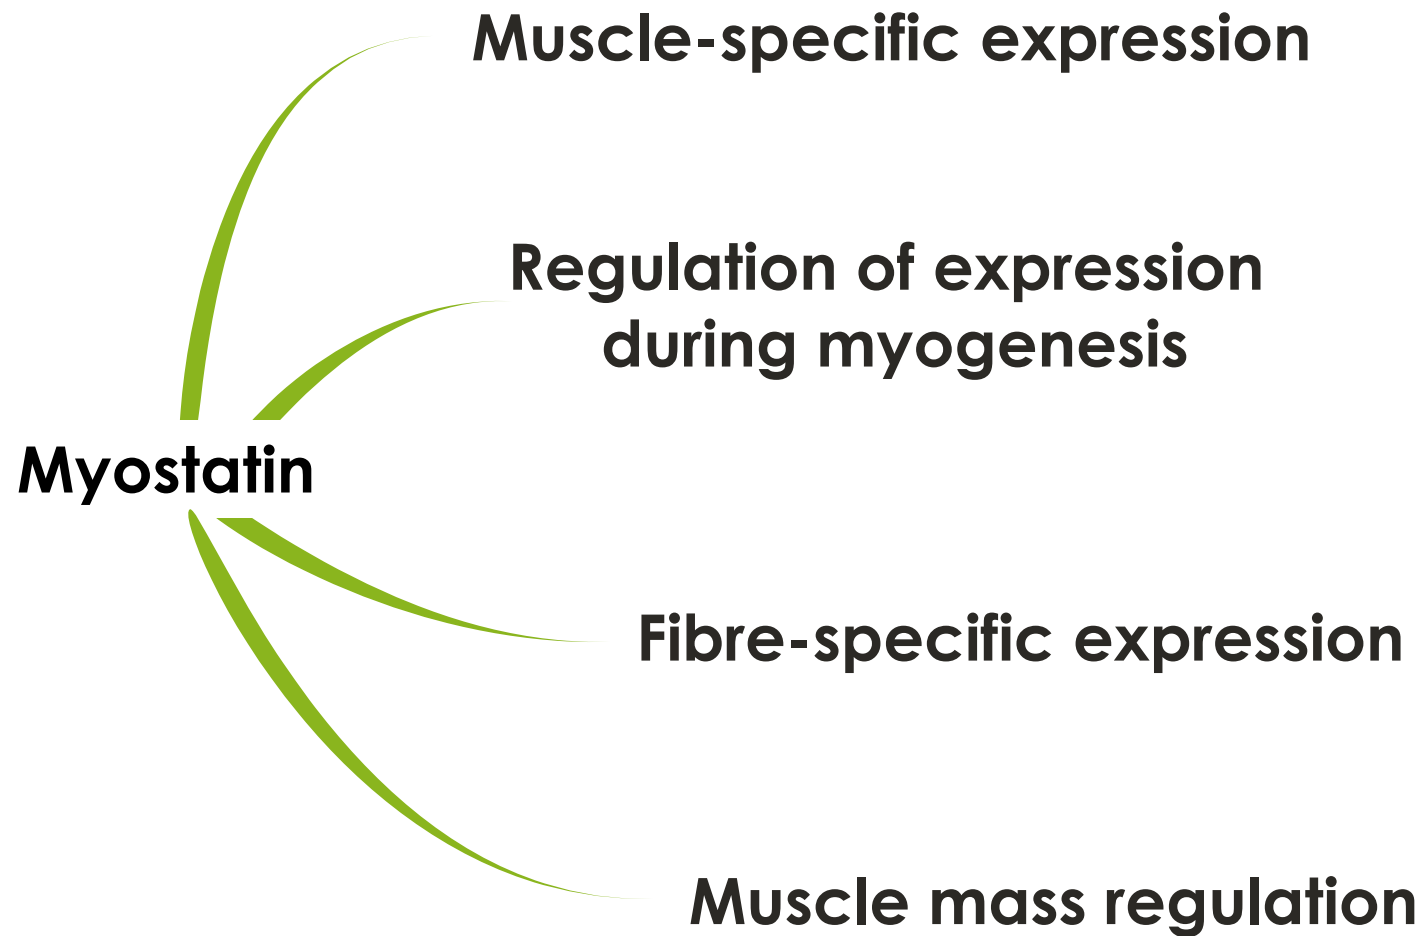 Muscle-specific expression
Regulation of expression
during myogenesis
Myostatin
Fibre-specific expression
Muscle mass regulation